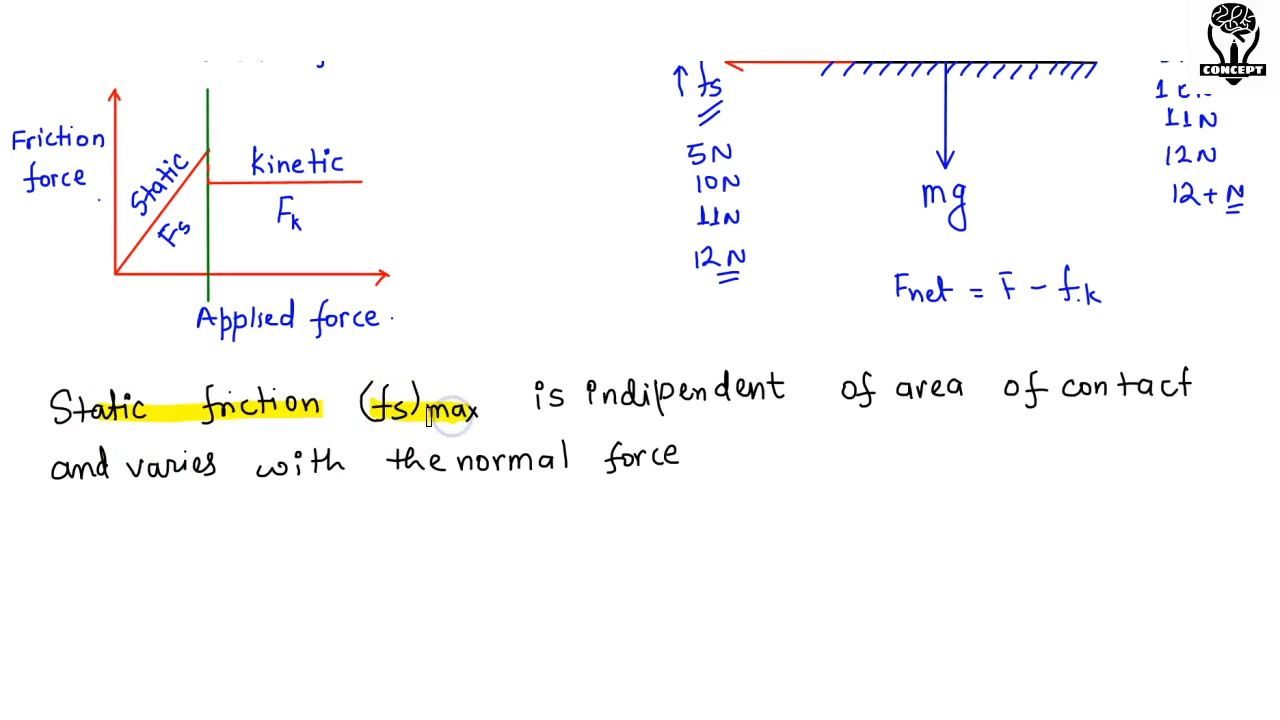 CONCEPT
Friction
force
Static
Fs
kinetic
Fk
Applied force
↑ fs
5N
10N
11N
12N
mg
11N
12N
12 + N
Fnet = F - fk
Static friction (fs)max is indipendent of area of contact
and varies with the normal force